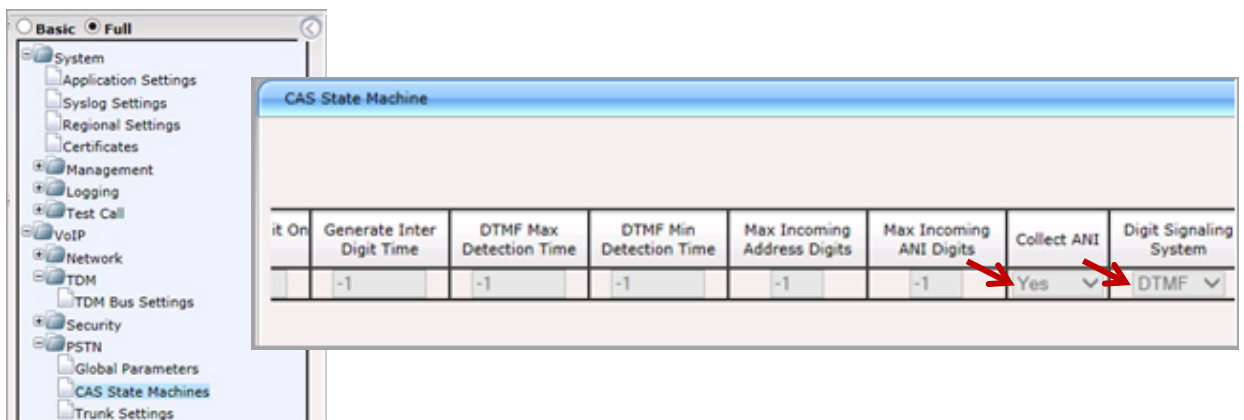 Basic Full
System
Application Settings
Syslog Settings
Regional Settings
Certificates
Management
Logging
Test Call
VoIP
Network
TDM
TDM Bus Settings
Security
PSTN
Global Parameters
CAS State Machines
Trunk Settings
CAS State Machine
it On Generate Inter Digit Time DTMF Max Detection Time DTMF Min Detection Time Max Incoming Address Digits Max Incoming ANI Digits Collect ANI Digit Signaling System
-1 -1 -1 -1 -1 Yes DTMF